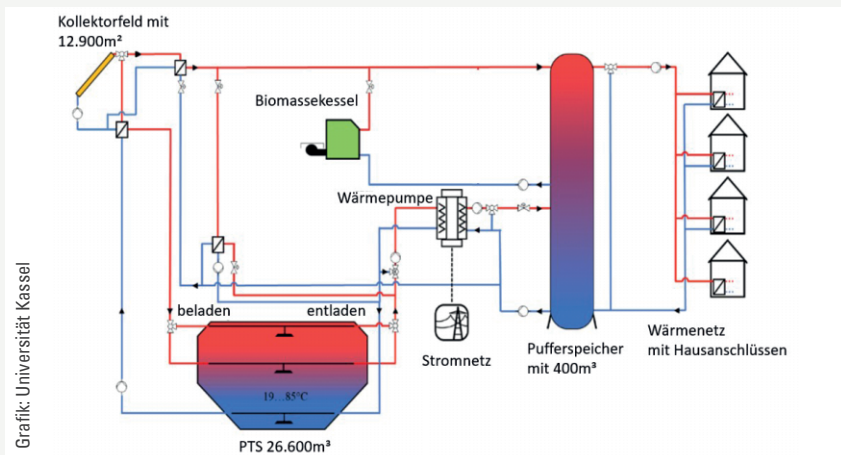 Kollektorfeld mit
12.900m²
Biomassekessel
Wärmepumpe
beladen
entladen
19...85°C
PTS 26.600m³
Stromnetz
Pufferspeicher
mit 400m³
Wärmenetz
mit Hausanschlüssen
Grafik: Universität Kassel